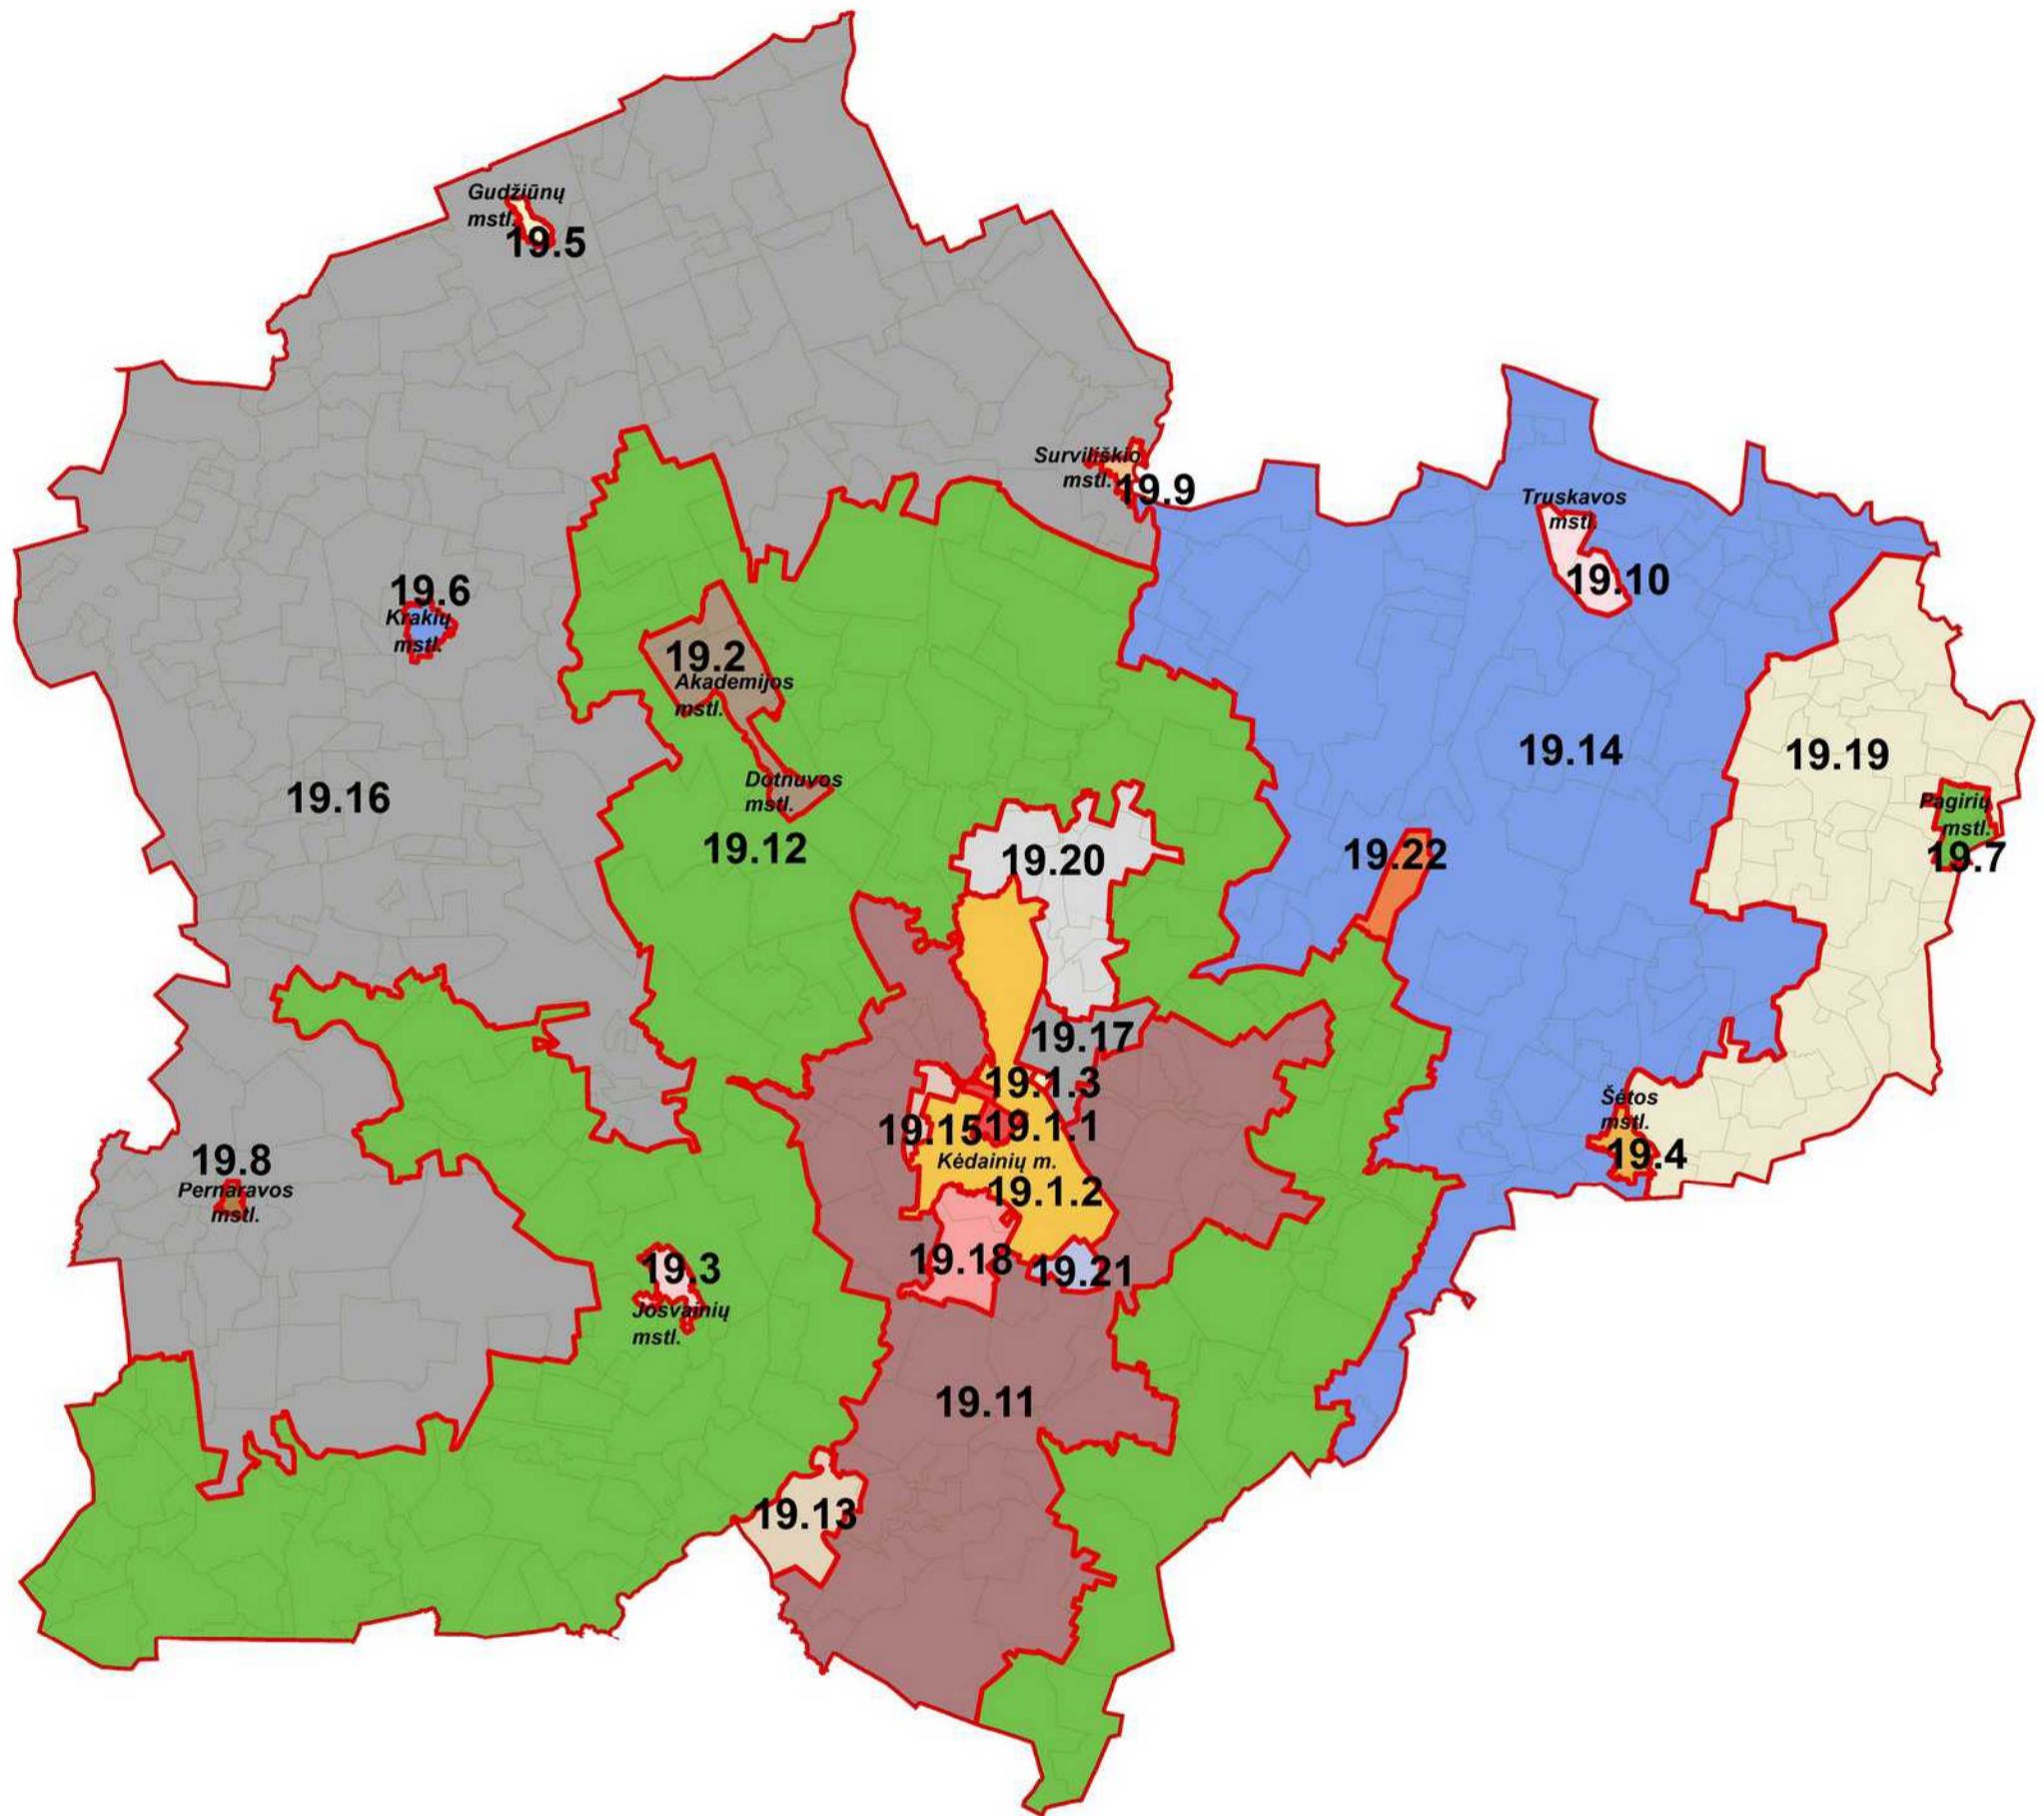 Gudžiūnų
mstl.
19.5
Surviliškio
mstl.
19.9
Truskavos
mstl.
19.10
19.6
Krakių
mstl.
19.2
Akademijos
mstl.
19.14
19.19
Dotnuvos
mstl.
19.16
Pagirių
mstl.
19.7
19.12
19.20
19.22
19.17
19.1.3
19.15
19.1.1
Šėtos
mstl.
19.4
Kėdainių m.
19.1.2
19.8
Pernaravos
mstl.
19.3
Josvainių
mstl.
19.18
19.21
19.11
19.13